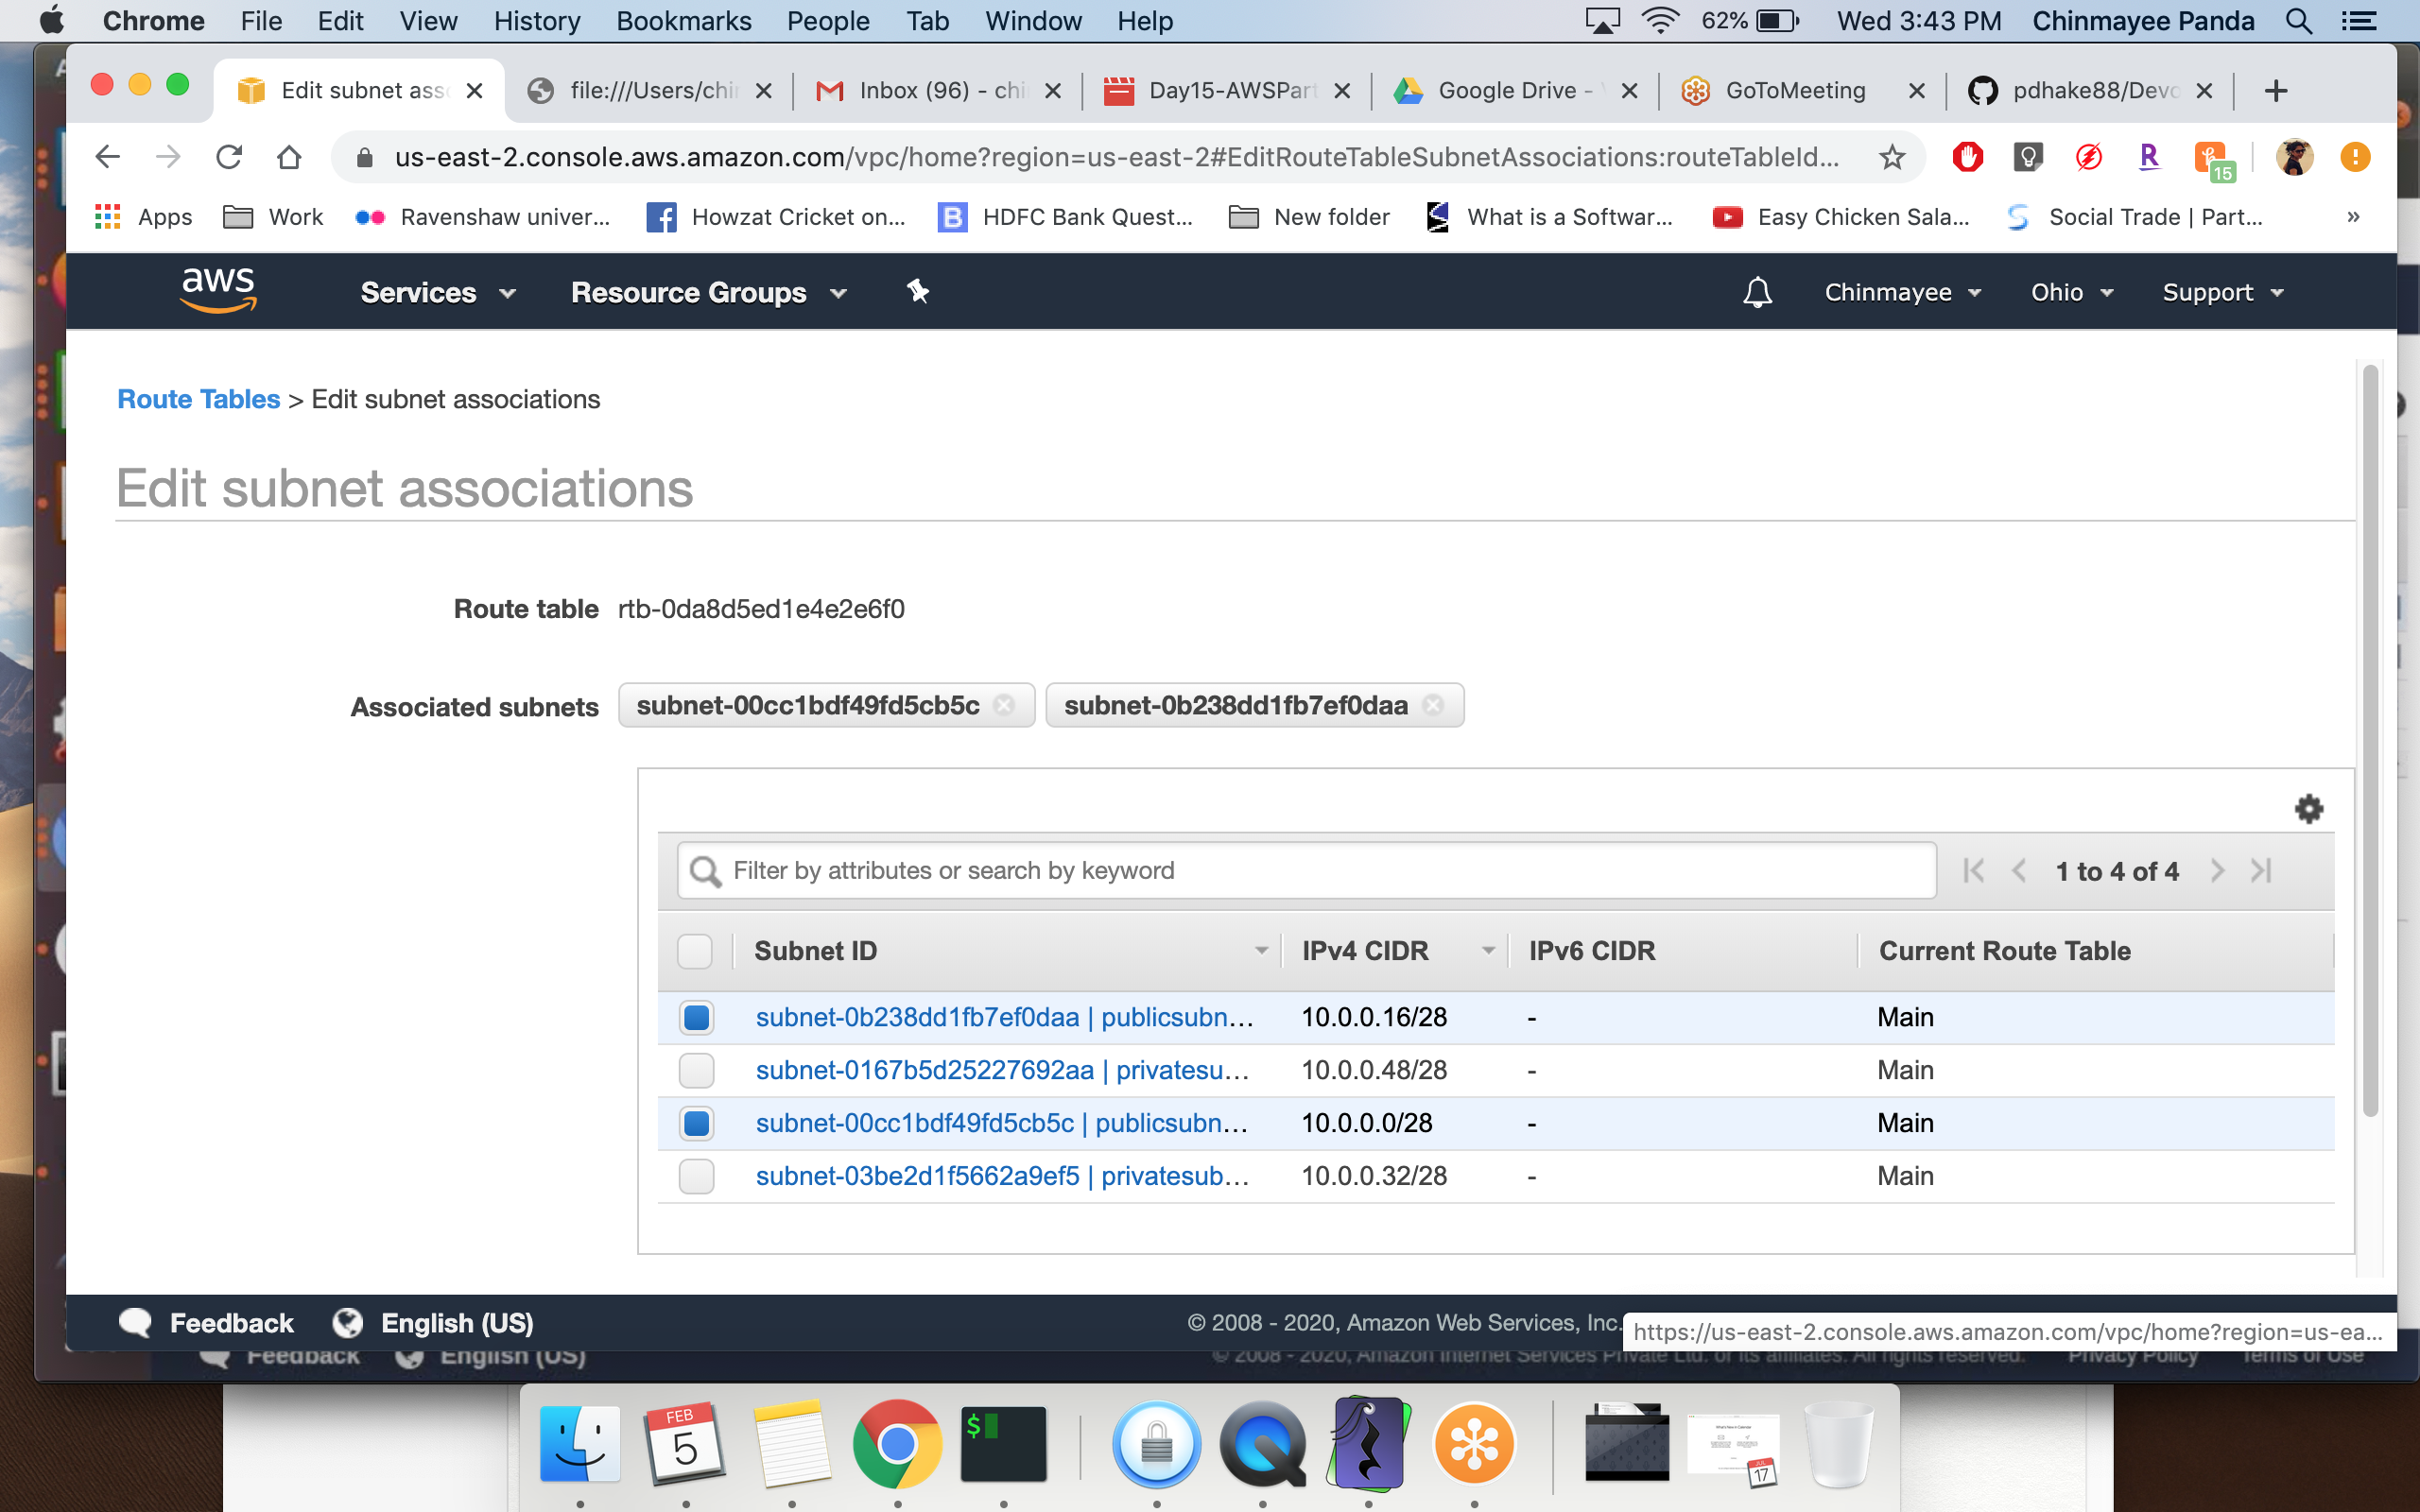 Chrome File Edit View History Bookmarks People Tab Window Help 62% Wed 3:43 PM Chinmayee Panda
Edit subnet ass file:///Users/chi Inbox (96) - chi Day15-AWSPart Google Drive - GoToMeeting pdhake88/Devo
us-east-2.console.aws.amazon.com/vpc/home?region=us-east-2#EditRouteTableSubnetAssociations:routeTableId... R 15
Apps Work Ravenshaw univer... Howzat Cricket on... HDFC Bank Quest... New folder What is a Softwar... Easy Chicken Sala... Social Trade | Part... »
aws Services Resource Groups Chinmayee Ohio Support
Route Tables > Edit subnet associations
Edit subnet associations
Route table rtb-0da8d5ed1e4e2e6f0
Associated subnets subnet-00cc1bdf49fd5cb5c subnet-0b238dd1fb7ef0daa
Filter by attributes or search by keyword 1 to 4 of 4
Subnet ID IPv4 CIDR IPv6 CIDR Current Route Table
subnet-0b238dd1fb7ef0daa | publicsubn... 10.0.0.16/28 - Main
subnet-0167b5d25227692aa | privatesu... 10.0.0.48/28 - Main
subnet-00cc1bdf49fd5cb5c | publicsubn... 10.0.0.0/28 - Main
subnet-03be2d1f5662a9ef5 | privatesub... 10.0.0.32/28 - Main
Feedback English (US) © 2008 - 2020, Amazon Web Services, Inc. https://us-east-2.console.aws.amazon.com/vpc/home?region=us-ea...
Feedback English (US) © 2008 - 2020, Amazon Internet Services Private Ltd. or its affiliates. All rights reserved. Privacy Policy Terms of Use
FEB
5
$
JUL
17